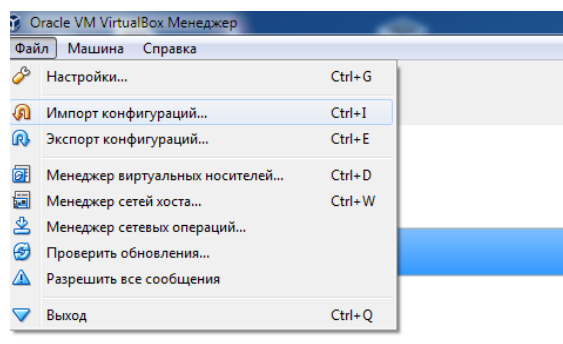 Oracle VM VirtualBox Менеджер
Файл Машина Справка
Настройки... Ctrl+G
Импорт конфигураций... Ctrl+I
Экспорт конфигураций... Ctrl+E
Менеджер виртуальных носителей... Ctrl+D
Менеджер сетей хоста... Ctrl+W
Менеджер сетевых операций...
Проверить обновления...
Разрешить все сообщения
Выход Ctrl+Q